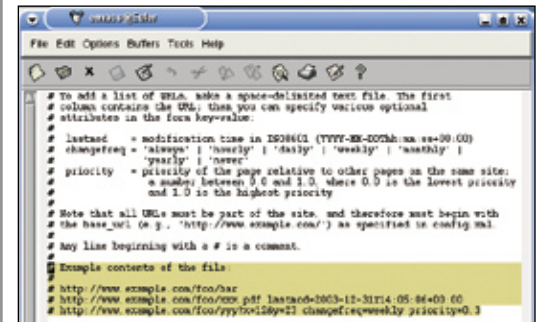 File Edit Options Buffers Tools Help
# To add a list of URLs, make a space-delimited text file. The first
# column contains the URL; then you can specify various optional
# attributes in the form key=value:
#
# lastmod = modification time in ISO8601 (YYYY-MM-DDThh:mm:ss+00:00)
# changefreq = 'always' | 'hourly' | 'daily' | 'weekly' | 'monthly' |
# 'yearly' | 'never'
# priority = priority of the page relative to other pages on the same site;
# a number between 0.0 and 1.0, where 0.0 is the lowest priority
# and 1.0 is the highest priority
#
# Note that all URLs must be part of the site, and therefore must begin with
# the base_url (e.g., 'http://www.example.com/') as specified in config.xml.
#
# Any line beginning with a # is a comment.
#
# Example contents of the file:
#
# http://www.example.com/foo/bar
# http://www.example.com/foo/xxx.pdf lastmod=2003-12-31T14:05:06+00:00
# http://www.example.com/foo/yyy?x=12&y=23 changefreq=weekly priority=0.3